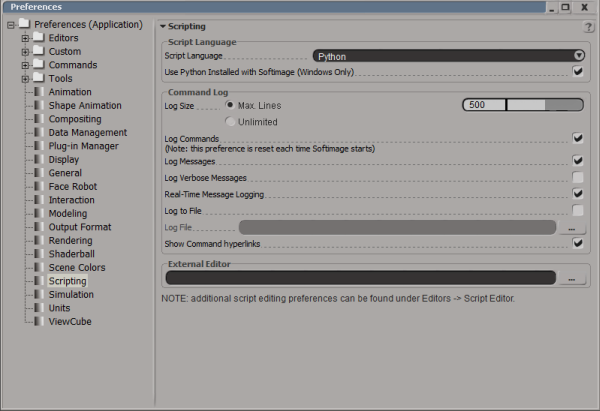 Preferences
Preferences (Application)
Editors
Custom
Commands
Tools
Animation
Shape Animation
Compositing
Data Management
Plug-in Manager
Display
General
Face Robot
Interaction
Modeling
Output Format
Rendering
Shaderball
Scene Colors
Scripting
Simulation
Units
ViewCube
Scripting
?
Script Language
Script Language Python
Use Python Installed with Softimage (Windows Only)
Command Log
Log Size Max. Lines 500
Unlimited
Log Commands
(Note: this preference is reset each time Softimage starts)
Log Messages
Log Verbose Messages
Real-Time Message Logging
Log to File
Log File ...
Show Command hyperlinks
External Editor
...
NOTE: additional script editing preferences can be found under Editors -> Script Editor.